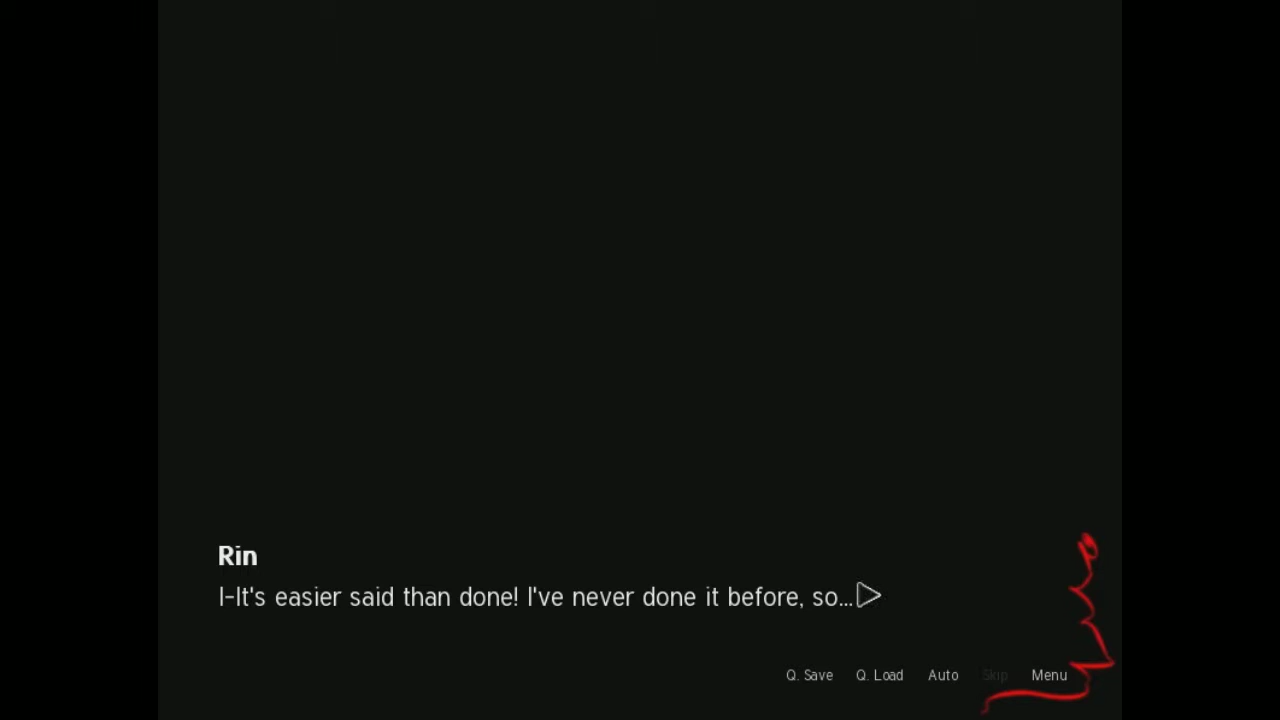 Rin
I-It's easier said than done! I've never done it before, so...
Q. Save Q. Load Auto Skip Menu